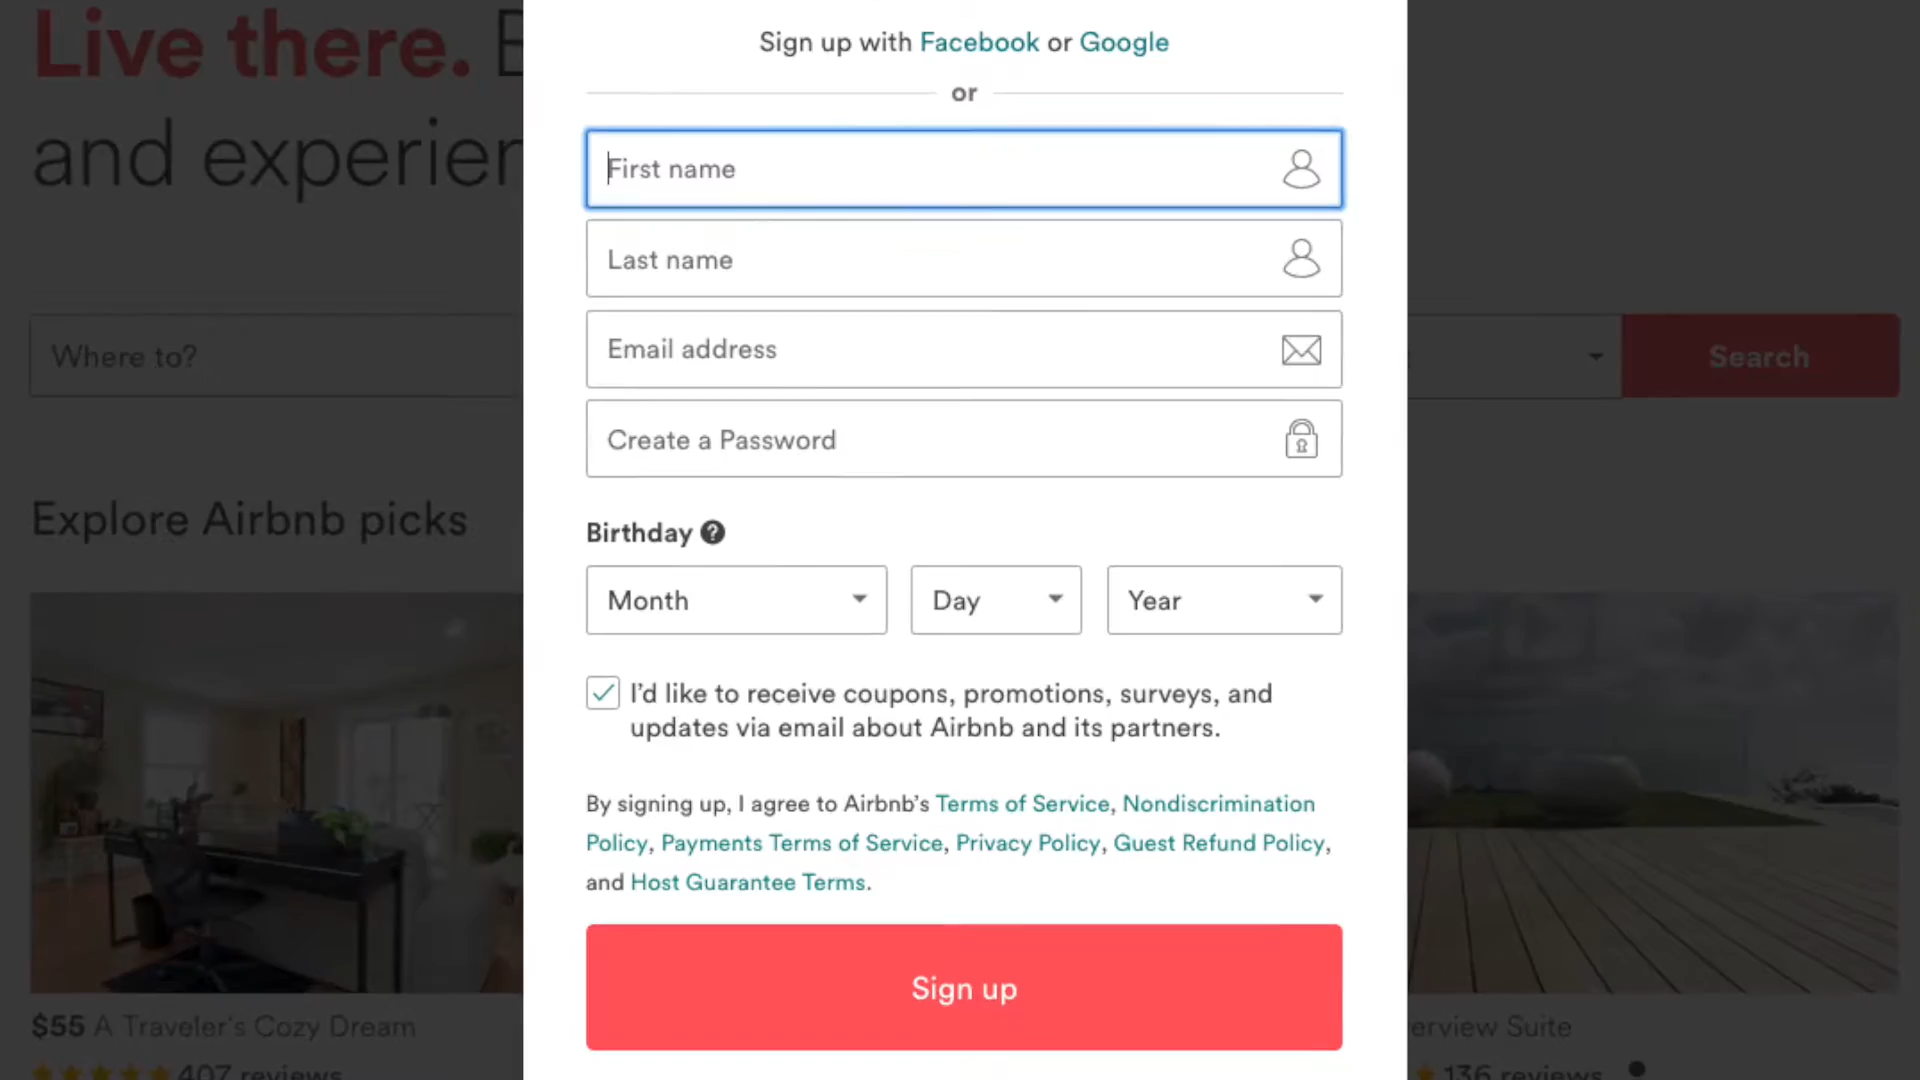 Live there.
and experien
Sign up with Facebook or Google
or
First name
Last name
Email address
Create a Password
Birthday ?
Month
Day
Year
I'd like to receive coupons, promotions, surveys, and
updates via email about Airbnb and its partners.
By signing up, I agree to Airbnb's Terms of Service, Nondiscrimination
Policy, Payments Terms of Service, Privacy Policy, Guest Refund Policy,
and Host Guarantee Terms.
Sign up
Where to?
Search
Explore Airbnb picks
$55 A Traveler's Cozy Dream
407 reviews
erview Suite
136 reviews